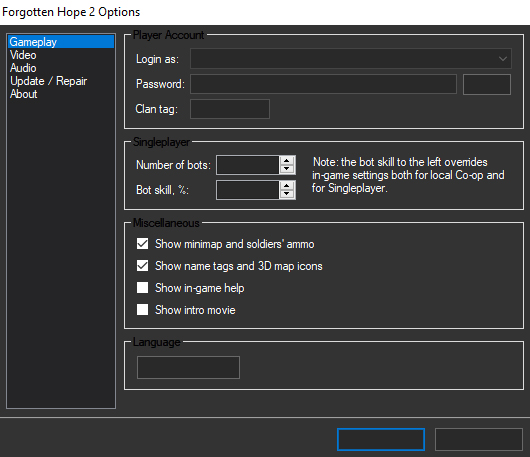 Forgotten Hope 2 Options
Gameplay
Video
Audio
Update / Repair
About
Player Account
Login as:
Password:
Clan tag:
Singleplayer
Number of bots:
Bot skill, %:
Note: the bot skill to the left overrides
in-game settings both for local Co-op and
for Singleplayer.
Miscellaneous
Show minimap and soldiers' ammo
Show name tags and 3D map icons
Show in-game help
Show intro movie
Language